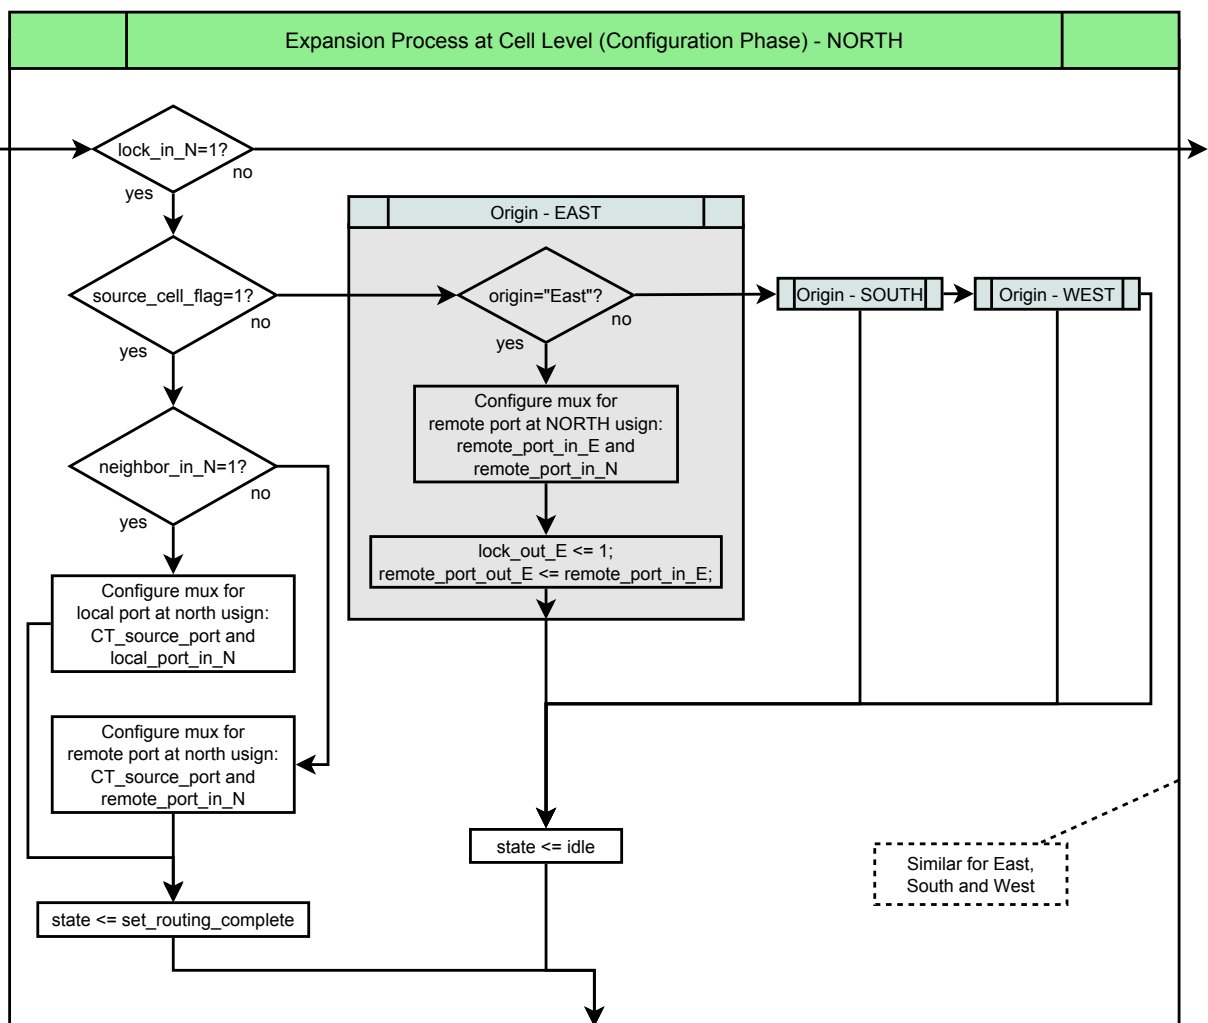 Expansion Process at Cell Level (Configuration Phase) - NORTH
lock_in_N=1?
no
yes
Origin - EAST
source_cell_flag=1?
no
yes
origin="East"?
no
yes
Origin - SOUTH
Origin - WEST
Configure mux for
remote port at NORTH usign:
remote_port_in_E and
remote_port_in_N
neighbor_in_N=1?
no
yes
lock_out_E <= 1;
remote_port_out_E <= remote_port_in_E;
Configure mux for
local port at north usign:
CT_source_port and
local_port_in_N
Configure mux for
remote port at north usign:
CT_source_port and
remote_port_in_N
state <= idle
Similar for East,
South and West
state <= set_routing_complete